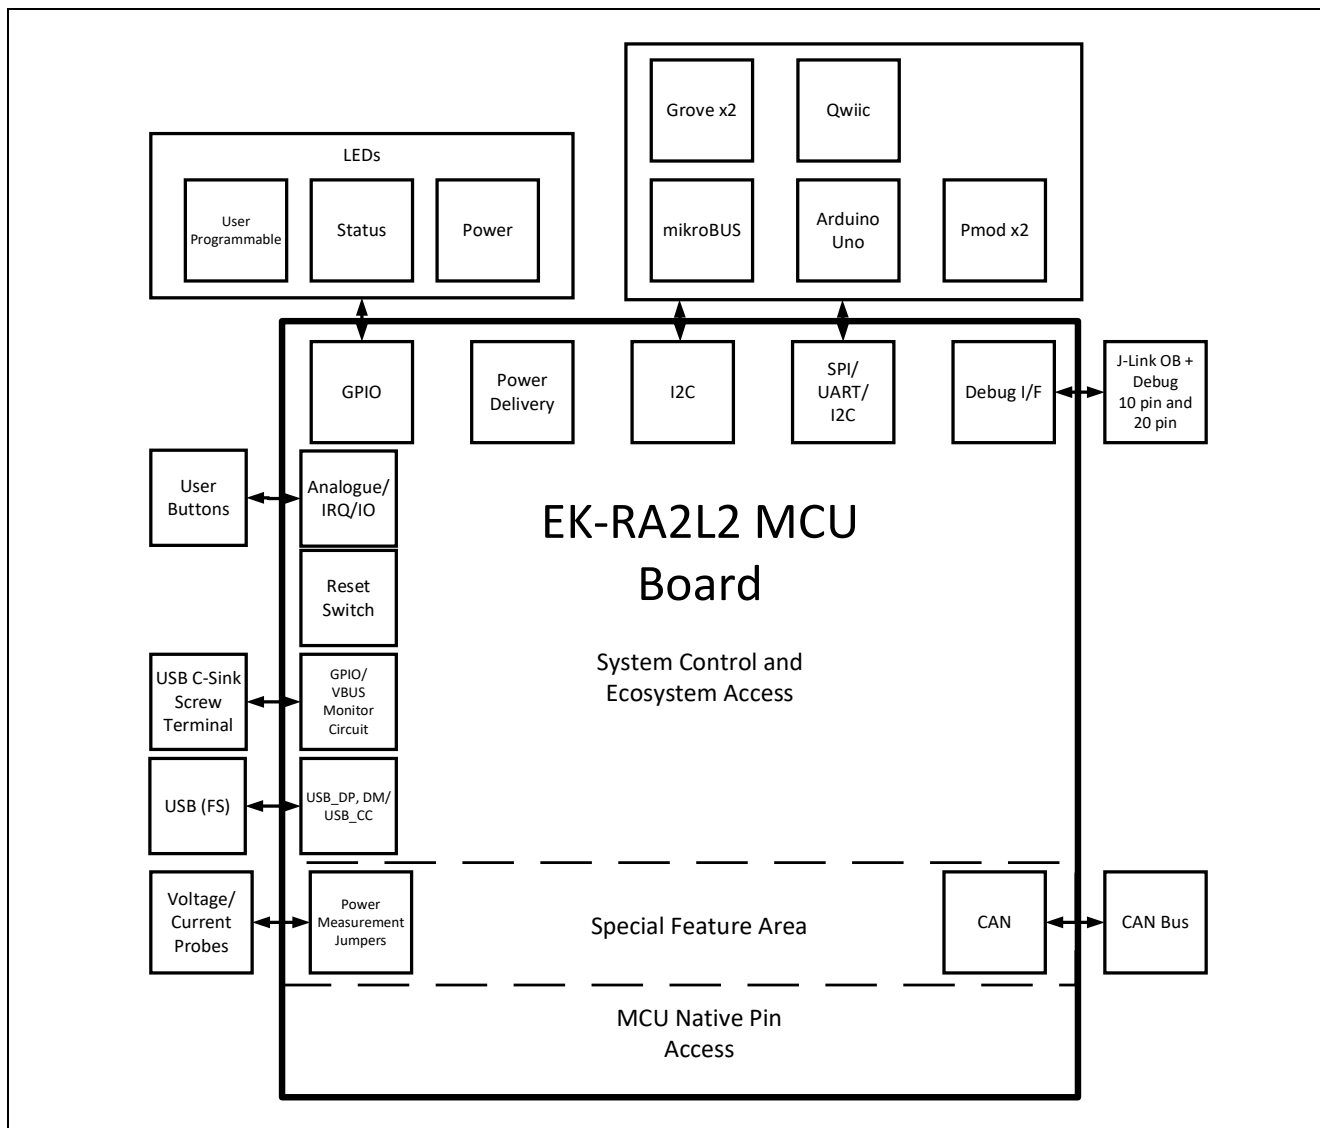 Grove x2
Qwiic
LEDs
User
Programmable
Status
Power
mikroBUS
Arduino
Uno
Pmod x2
GPIO
Power
Delivery
I2C
SPI/
UART/
I2C
Debug I/F
J-Link OB +
Debug
10 pin and
20 pin
User
Buttons
Analogue/
IRQ/IO
EK-RA2L2 MCU
Board
Reset
Switch
System Control and
Ecosystem Access
USB C-Sink
Screw
Terminal
GPIO/
VBUS
Monitor
Circuit
USB (FS)
USB_DP, DM/
USB_CC
Voltage/
Current
Probes
Power
Measurement
Jumpers
Special Feature Area
CAN
CAN Bus
MCU Native Pin
Access